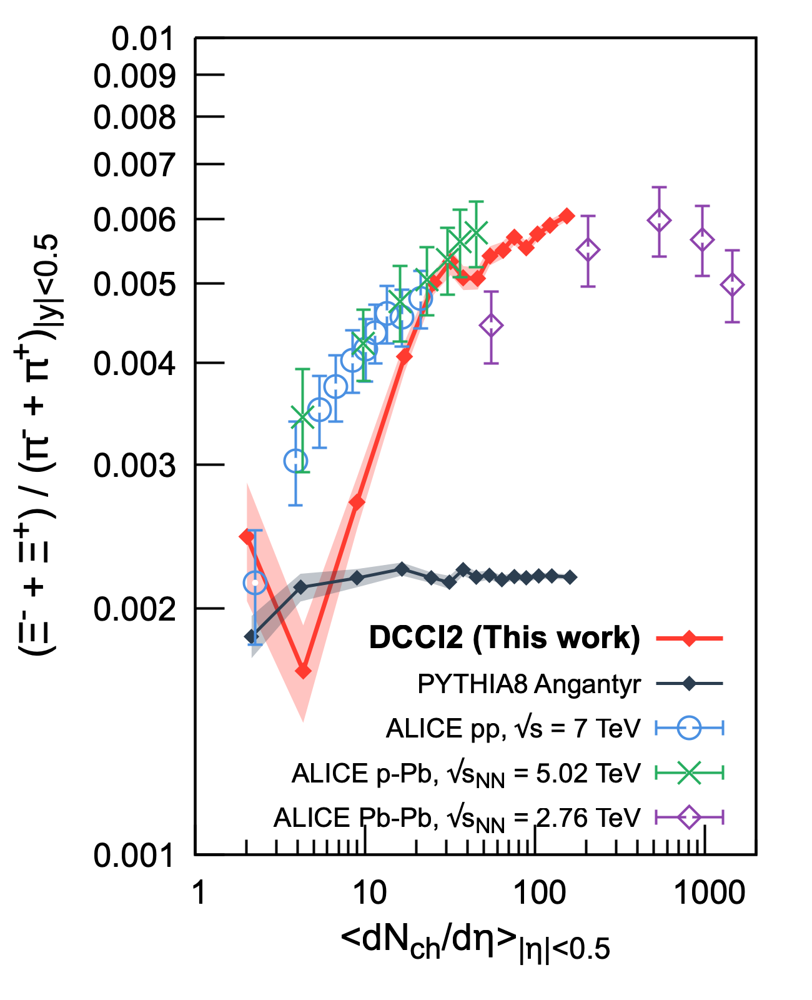 0.01
0.009
0.008
0.007
0.006
0.005
0.004
0.003
0.002
0.001
(Ξ⁻ + Ξ⁺) / (π⁻ + π⁺)|y|<0.5
DCCI2 (This work)
PYTHIA8 Angantyr
ALICE pp, √s = 7 TeV
ALICE p-Pb, √sNN = 5.02 TeV
ALICE Pb-Pb, √sNN = 2.76 TeV
1 10 100 1000
<dNch/dη>|η|<0.5